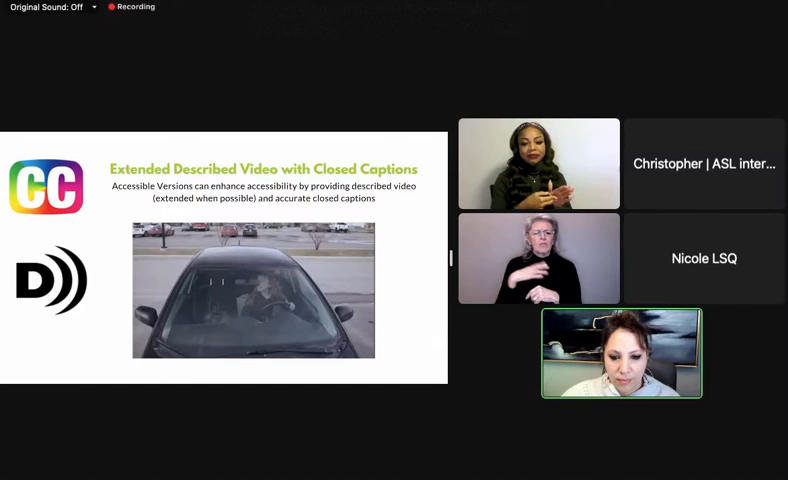 Original Sound: Off
Recording
CC
Extended Described Video with Closed Captions
Accessible Versions can enhance accessibility by providing described video
(extended when possible) and accurate closed captions
D
Christopher | ASL inter...
Nicole LSQ